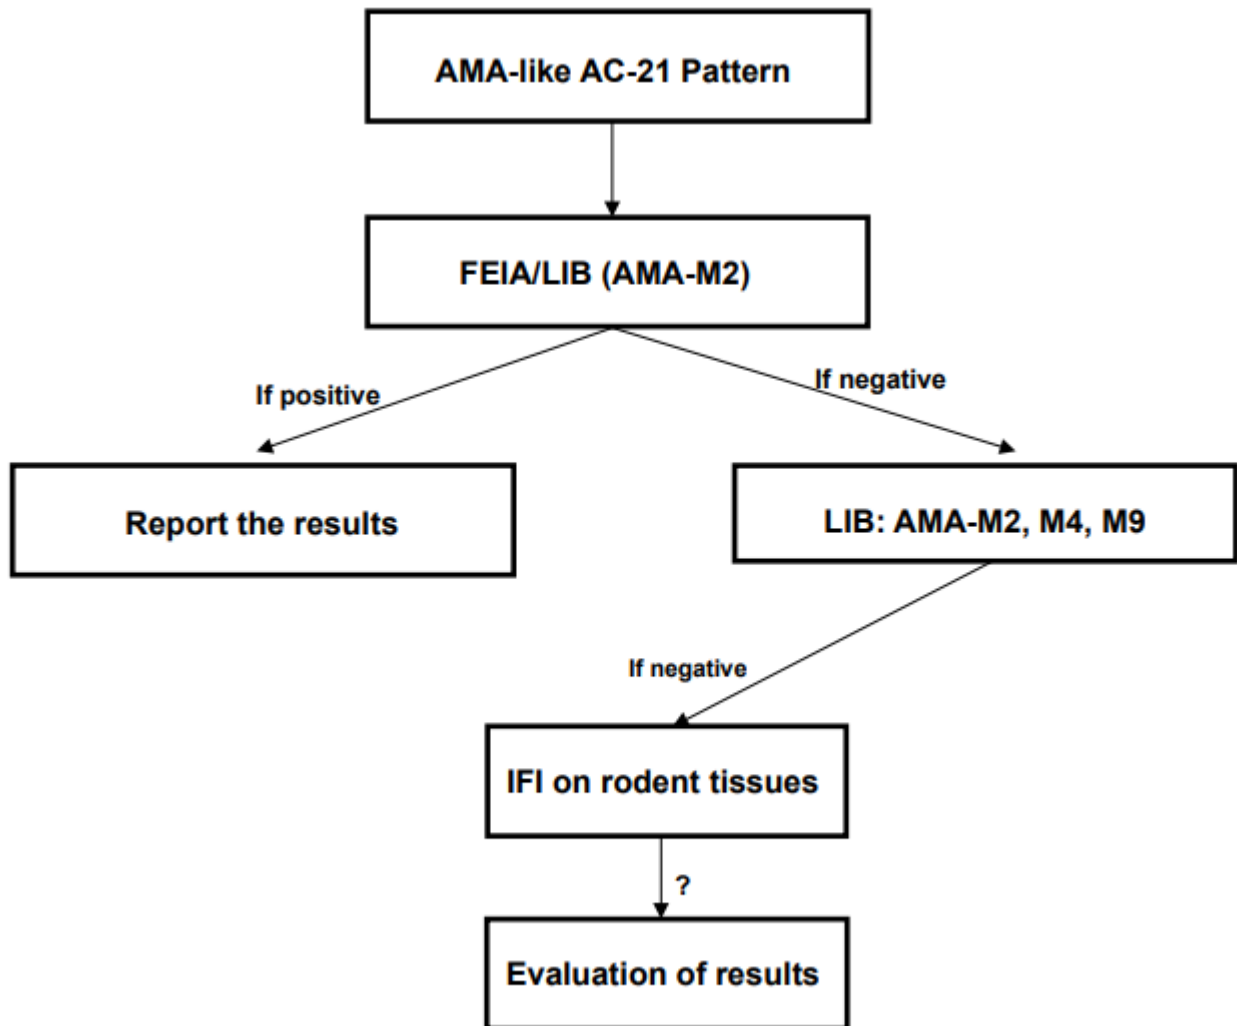 AMA-like AC-21 Pattern
FEIA/LIB (AMA-M2)
If positive
If negative
Report the results
LIB: AMA-M2, M4, M9
If negative
IFI on rodent tissues
?
Evaluation of results